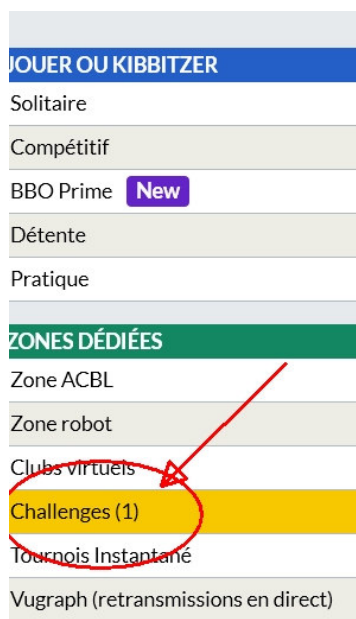 JOUER OU KIBBITZER
Solitaire
Compétitif
BBO Prime New
Détente
Pratique
ZONES DÉDIÉES
Zone ACBL
Zone robot
Clubs virtuels
Challenges (1)
Tournois Instantané
Vugraph (retransmissions en direct)